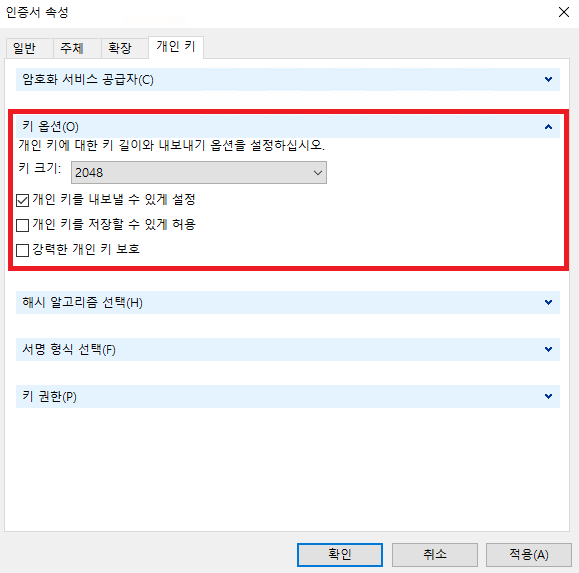 인증서 속성
일반 주체 확장 개인 키
암호화 서비스 공급자(C)
키 옵션(O)
개인 키에 대한 키 길이와 내보내기 옵션을 설정하십시오.
키 크기: 2048
개인 키를 내보낼 수 있게 설정
개인 키를 저장할 수 있게 허용
강력한 개인 키 보호
해시 알고리즘 선택(H)
서명 형식 선택(F)
키 권한(P)
확인 취소 적용(A)